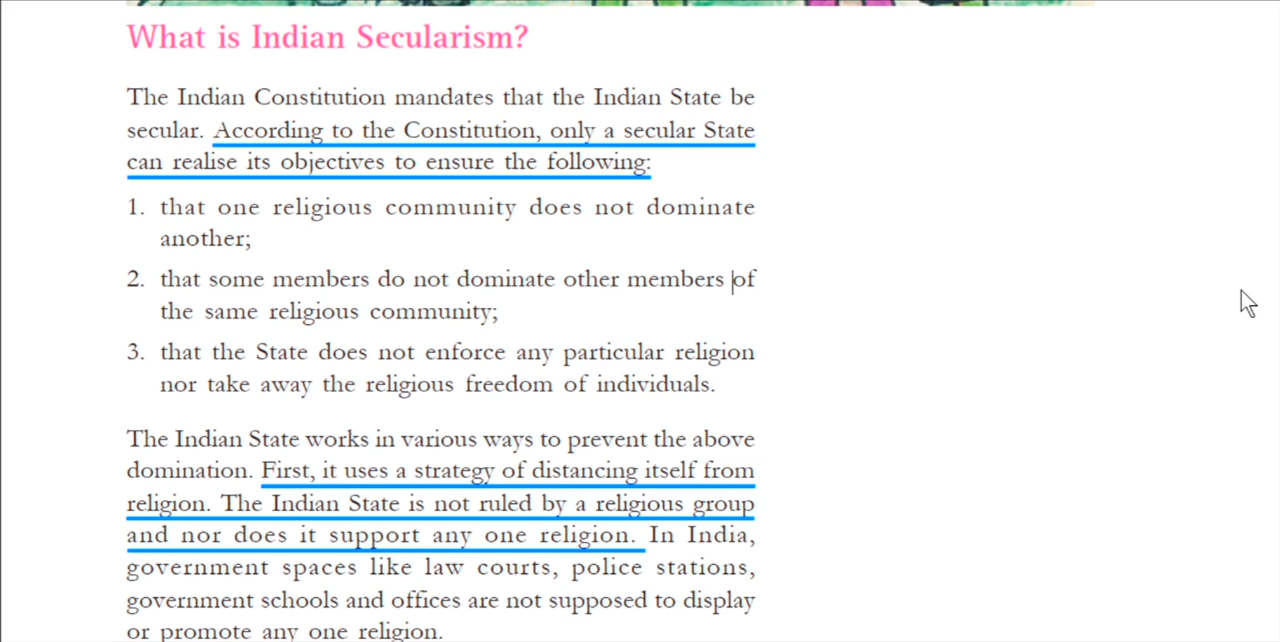 What is Indian Secularism?
The Indian Constitution mandates that the Indian State be
secular. According to the Constitution, only a secular State
can realise its objectives to ensure the following:
1. that one religious community does not dominate
another;
2. that some members do not dominate other members of
the same religious community;
3. that the State does not enforce any particular religion
nor take away the religious freedom of individuals.
The Indian State works in various ways to prevent the above
domination. First, it uses a strategy of distancing itself from
religion. The Indian State is not ruled by a religious group
and nor does it support any one religion. In India,
government spaces like law courts, police stations,
government schools and offices are not supposed to display
or promote any one religion.